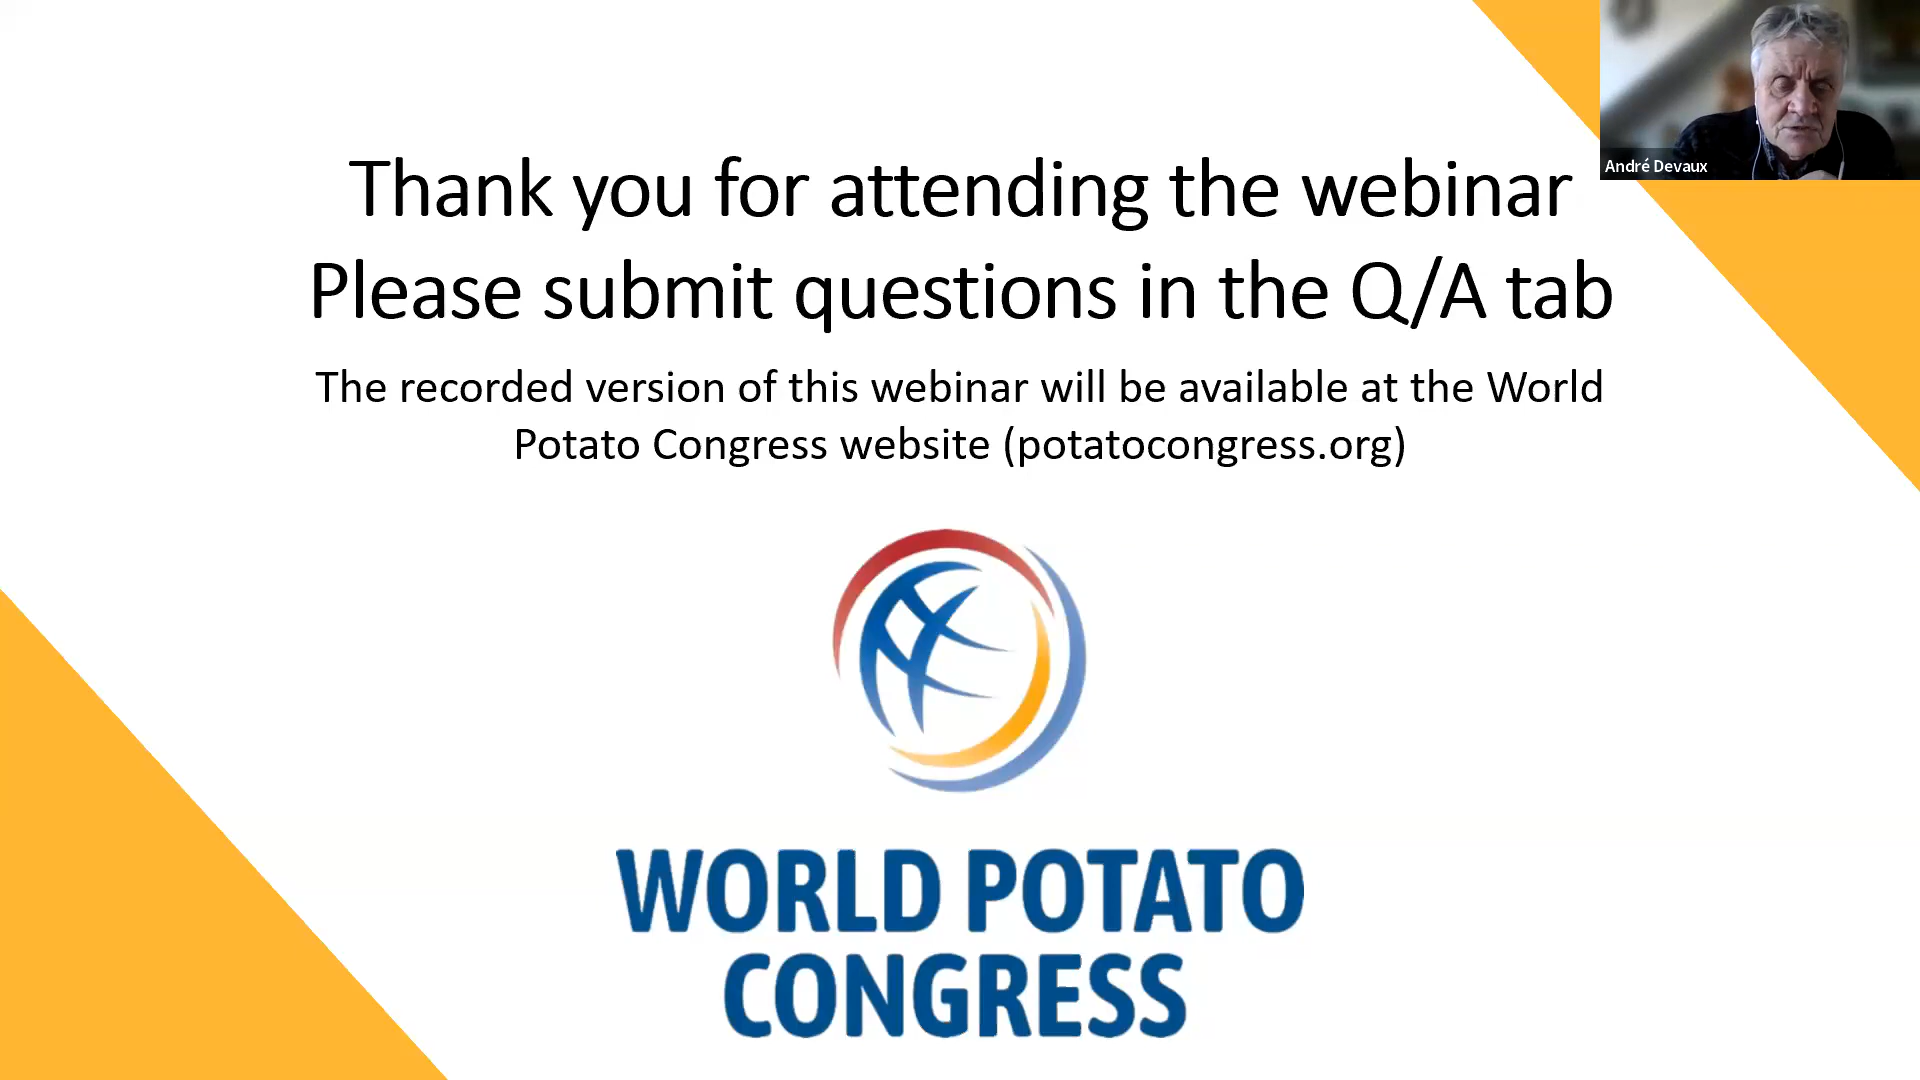 Thank you for attending the webinar
Please submit questions in the Q/A tab
The recorded version of this webinar will be available at the World
Potato Congress website (potatocongress.org)
WORLD POTATO
CONGRESS
André Devaux